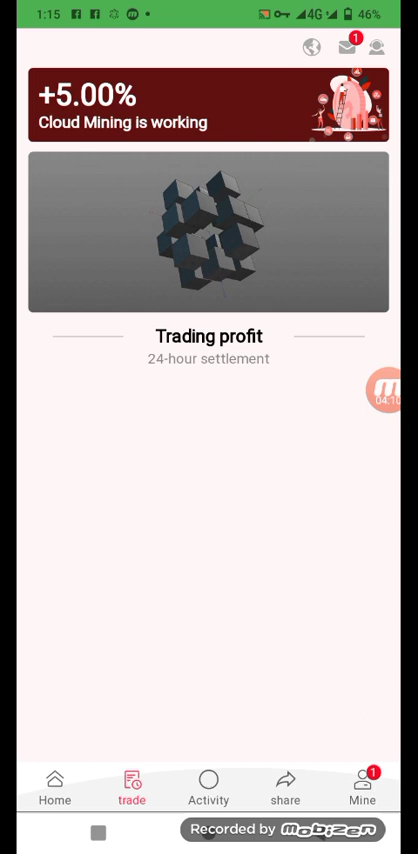 1:15 4G 46%
1
+5.00%
Cloud Mining is working
Trading profit
24-hour settlement
04:10
1
Home trade Activity share Mine
Recorded by mobizen